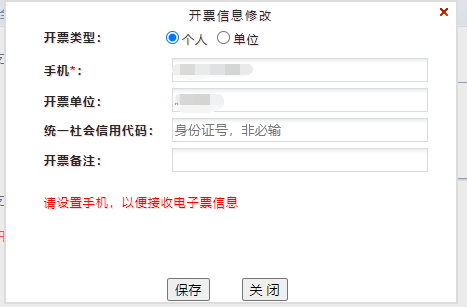 开票信息修改
开票类型： 个人 单位
手机*：
开票单位：
统一社会信用代码： 身份证号，非必输
开票备注：
请设置手机，以便接收电子票信息
保存 关 闭